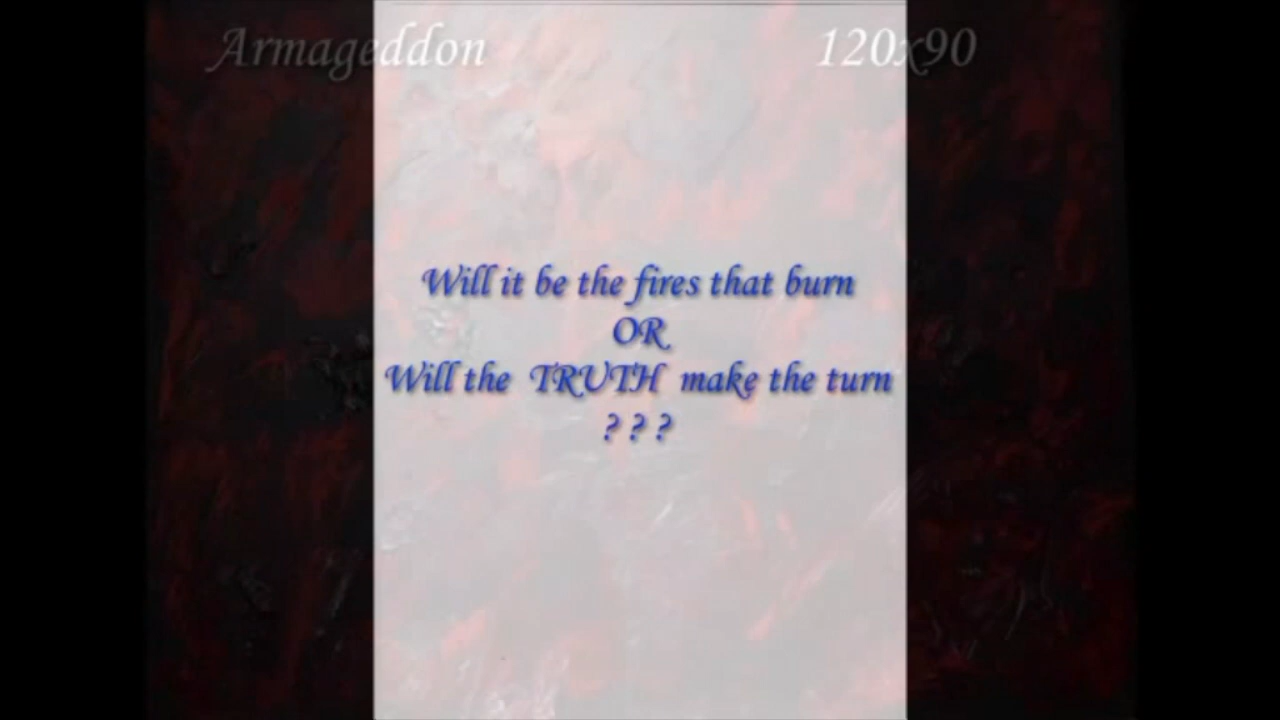 Armageddon 120x90
Will it be the fires that burn
OR
Will the TRUTH make the turn
? ? ?